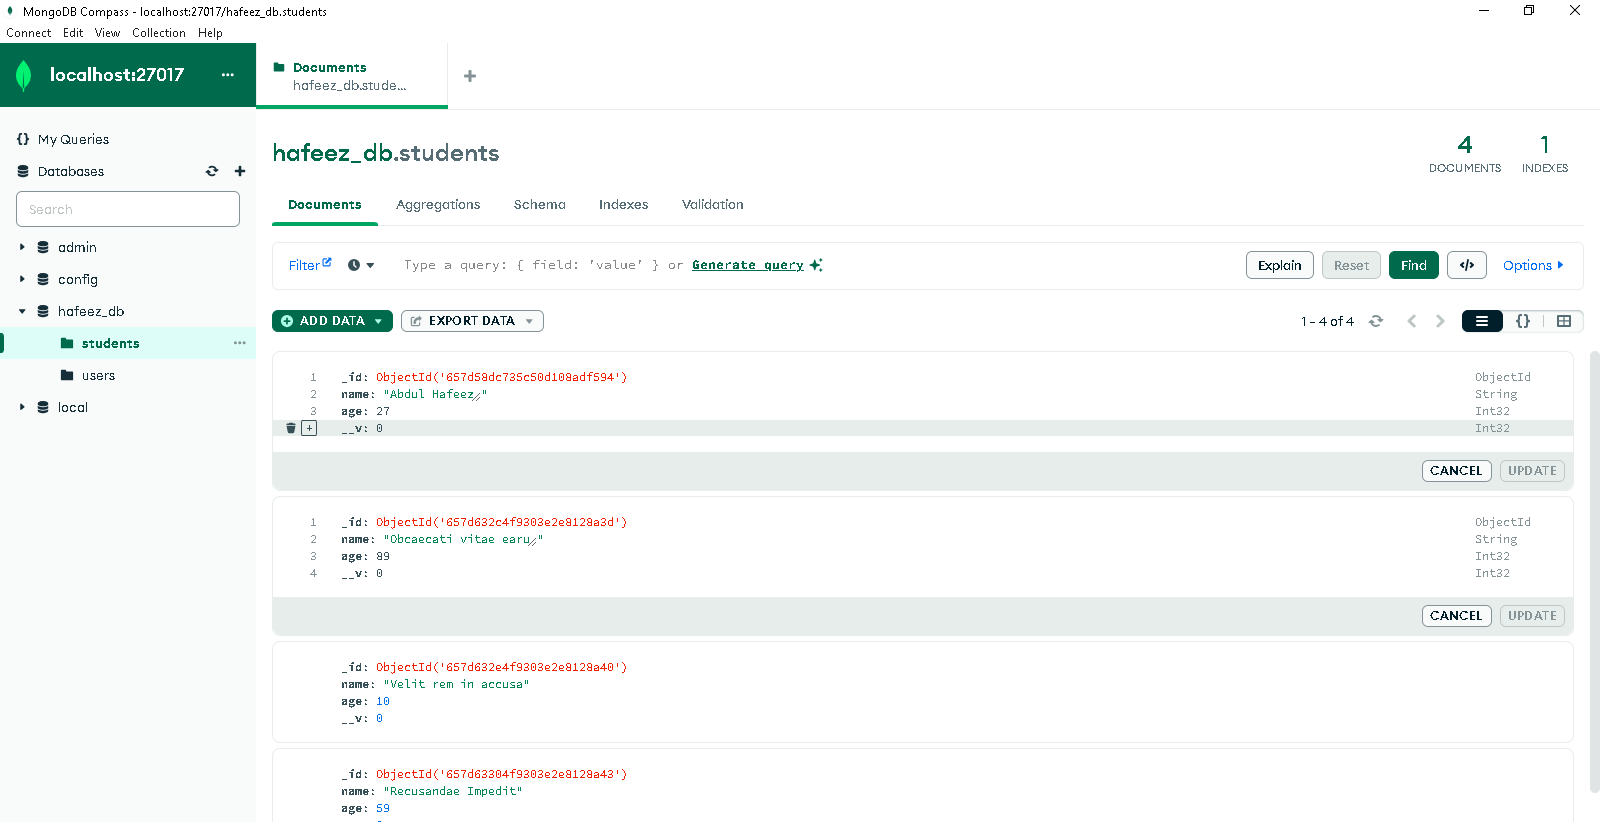 MongoDB Compass - localhost:27017/hafeez_db.students
Connect Edit View Collection Help
localhost:27017 ...
Documents
hafeez_db.stude...
My Queries
Databases
Search
admin
config
hafeez_db
students
users
local
hafeez_db.students
4
DOCUMENTS
1
INDEXES
Documents Aggregations Schema Indexes Validation
Filter Type a query: { field: 'value' } or Generate query Explain Reset Find </> Options
ADD DATA EXPORT DATA 1 – 4 of 4 {}
1 _id: ObjectId('657d58dc735c50d108adf594') ObjectId
2 name: "Abdul Hafeez" String
3 age: 27 Int32
+ __v: 0 Int32
CANCEL UPDATE
1 _id: ObjectId('657d632c4f9303e2e8128a3d') ObjectId
2 name: "Obcaecati vitae earu" String
3 age: 89 Int32
4 __v: 0 Int32
CANCEL UPDATE
_id: ObjectId('657d632e4f9303e2e8128a40')
name: "Velit rem in accusa"
age: 10
__v: 0
_id: ObjectId('657d63304f9303e2e8128a43')
name: "Recusandae Impedit"
age: 59